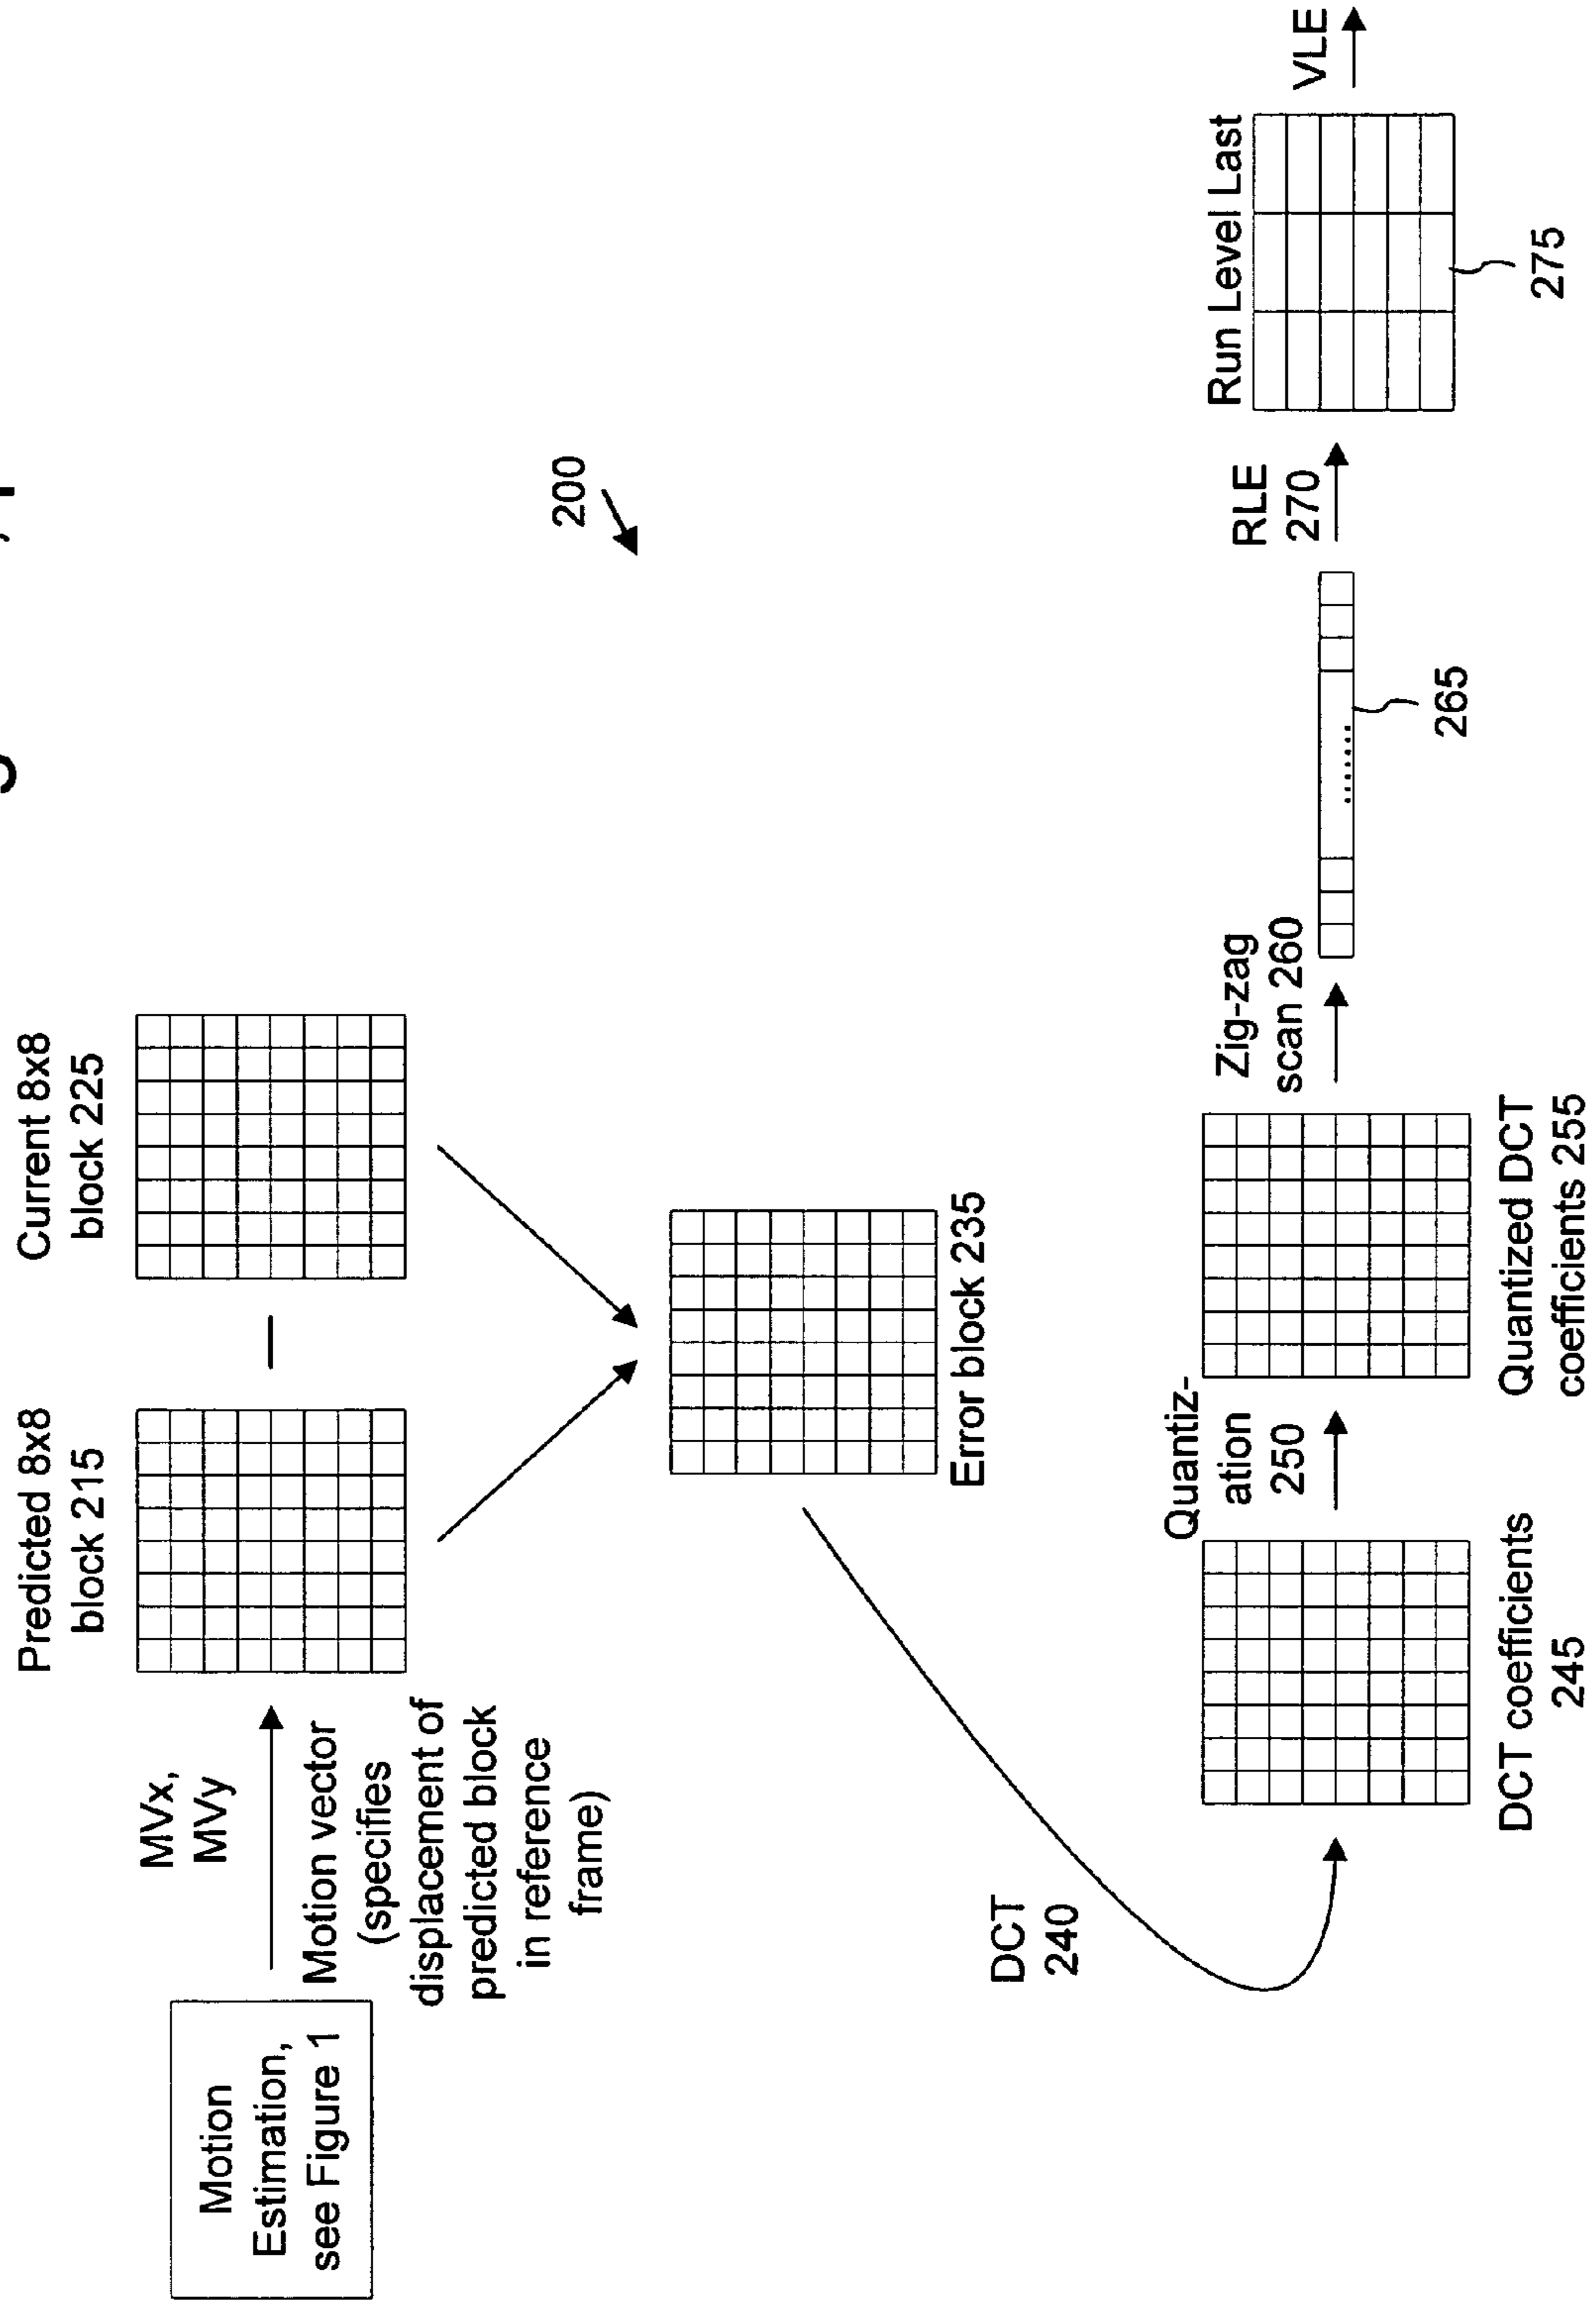 Motion
Estimation,
see Figure 1
MVx,
MVy
Motion vector
(specifies
displacement of
predicted block
in reference
frame)
Predicted 8x8
block 215
Current 8x8
block 225
200
Error block 235
DCT
240
DCT coefficients
245
Quantiz-
ation
250
Quantized DCT
coefficients 255
Zig-zag
scan 260
.......
265
RLE
270
Run Level Last
275
VLE